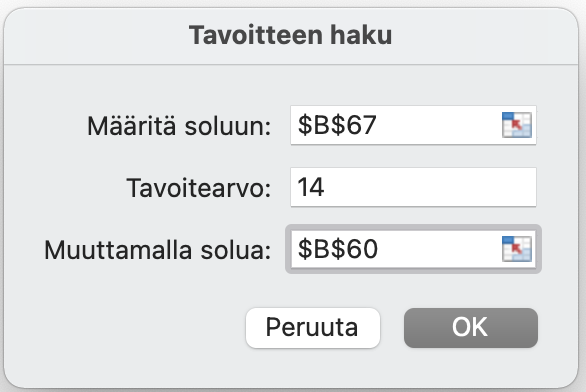 Tavoitteen haku
Määritä soluun: $B$67
Tavoitearvo: 14
Muuttamalla solua: $B$60
Peruuta OK